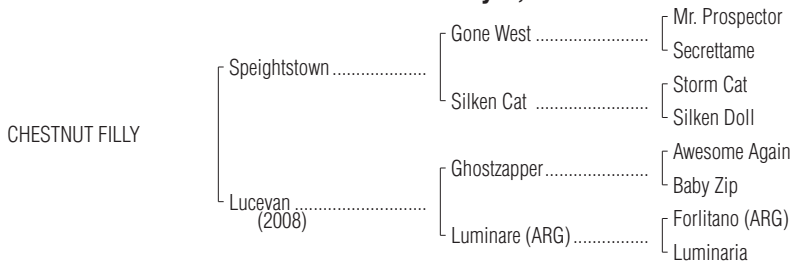 Mr. Prospector
Gone West
Secrettame
Speightstown
Storm Cat
Silken Cat
Silken Doll
CHESTNUT FILLY
Awesome Again
Ghostzapper
Baby Zip
Lucevan
(2008)
Forlitano (ARG)
Luminare (ARG)
Luminaria